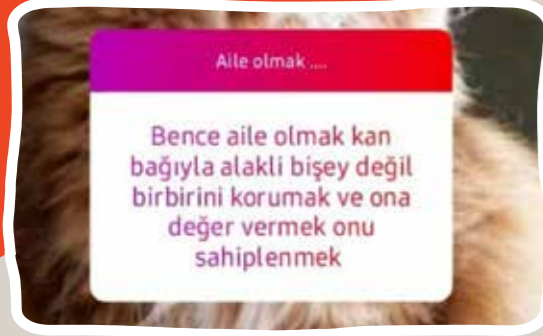 Aile olmak ....
Bence aile olmak kan
bağıyla alakli bişey değil
birbirini korumak ve ona
değer vermek onu
sahiplenmek